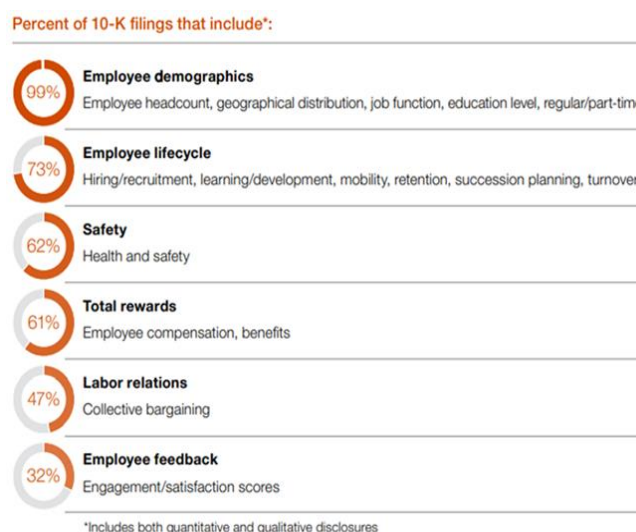 Percent of 10-K filings that include*:
99%
Employee demographics
Employee headcount, geographical distribution, job function, education level, regular/part-tim
73%
Employee lifecycle
Hiring/recruitment, learning/development, mobility, retention, succession planning, turnover
62%
Safety
Health and safety
61%
Total rewards
Employee compensation, benefits
47%
Labor relations
Collective bargaining
32%
Employee feedback
Engagement/satisfaction scores
*Includes both quantitative and qualitative disclosures